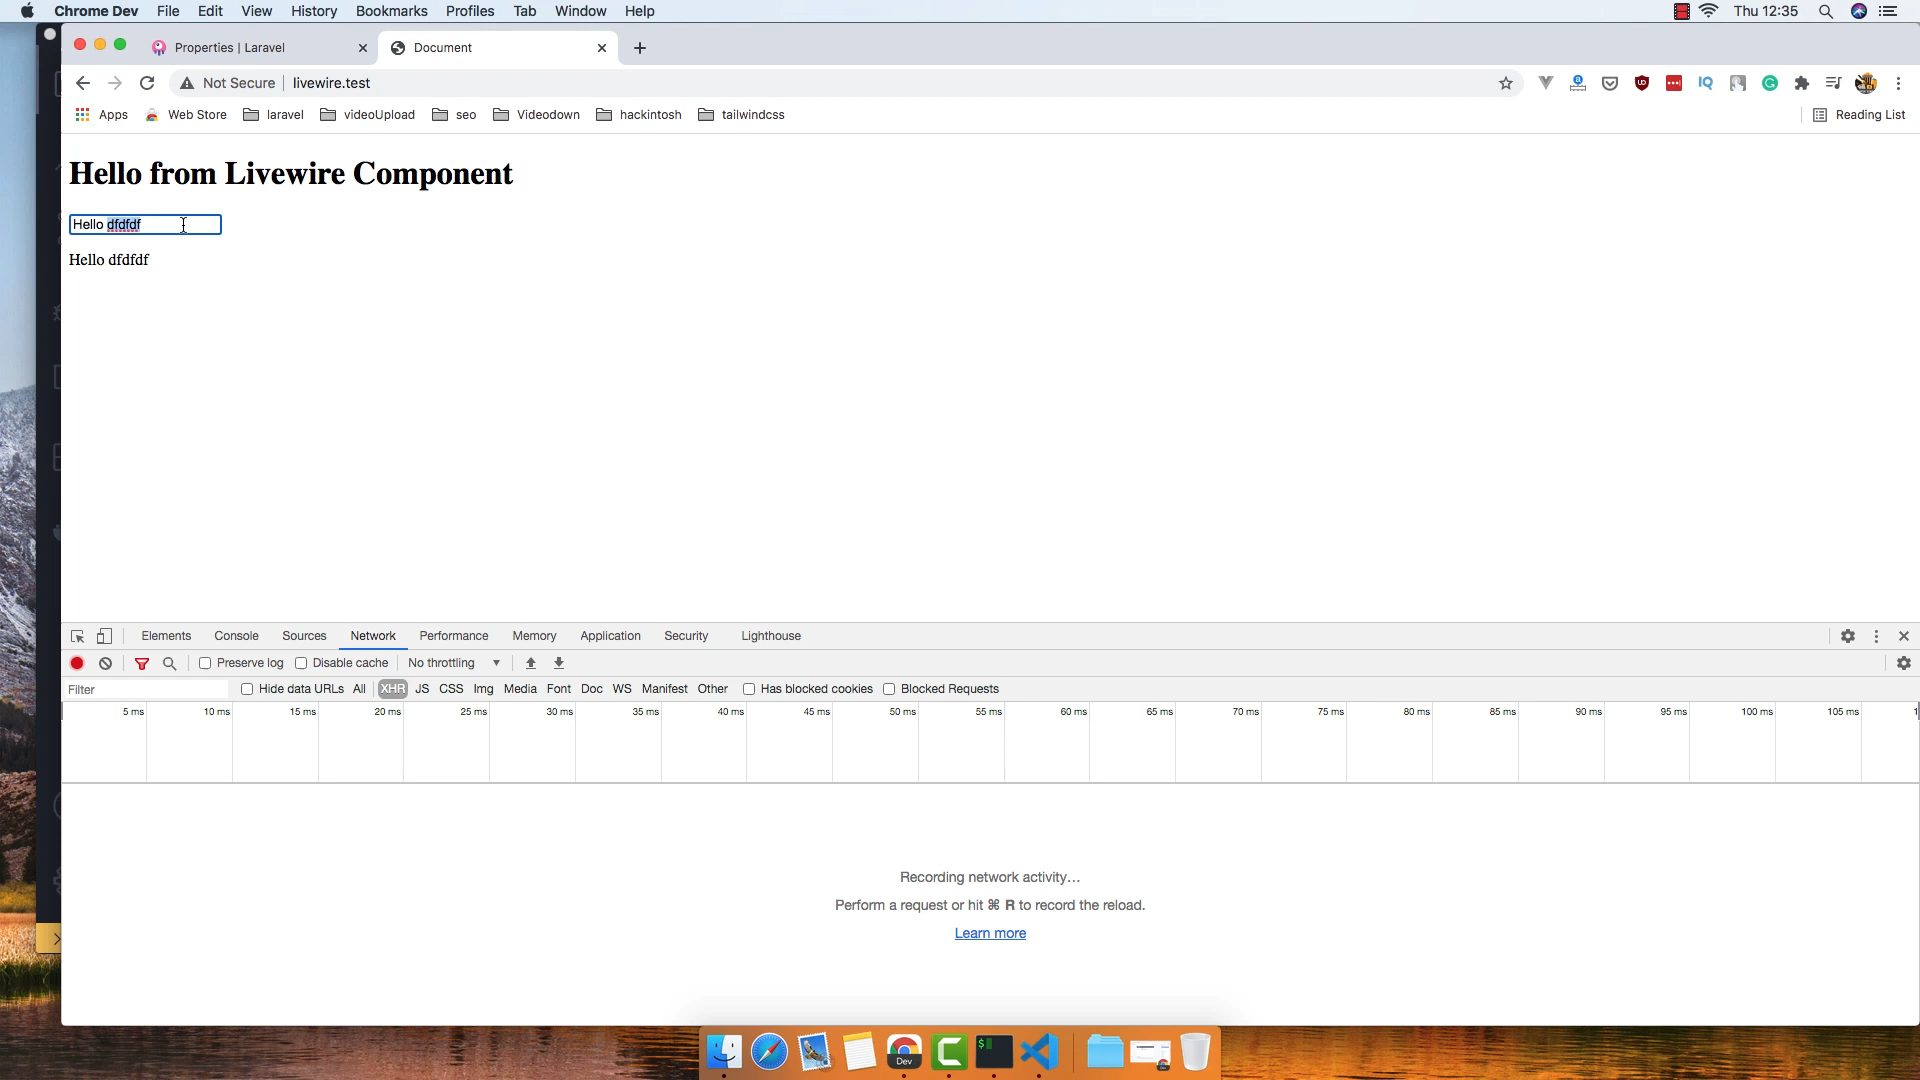 Chrome Dev File Edit View History Bookmarks Profiles Tab Window Help Thu 12:35
Properties | Laravel Document
Not Secure livewire.test
Apps Web Store laravel videoUpload seo Videodown hackintosh tailwindcss Reading List
Hello from Livewire Component
Hello dfdfdf
Hello dfdfdf
Elements Console Sources Network Performance Memory Application Security Lighthouse
Preserve log Disable cache No throttling
Filter Hide data URLs All XHR JS CSS Img Media Font Doc WS Manifest Other Has blocked cookies Blocked Requests
5 ms 10 ms 15 ms 20 ms 25 ms 30 ms 35 ms 40 ms 45 ms 50 ms 55 ms 60 ms 65 ms 70 ms 75 ms 80 ms 85 ms 90 ms 95 ms 100 ms 105 ms 1
Recording network activity…
Perform a request or hit ⌘ R to record the reload.
Learn more
Dev